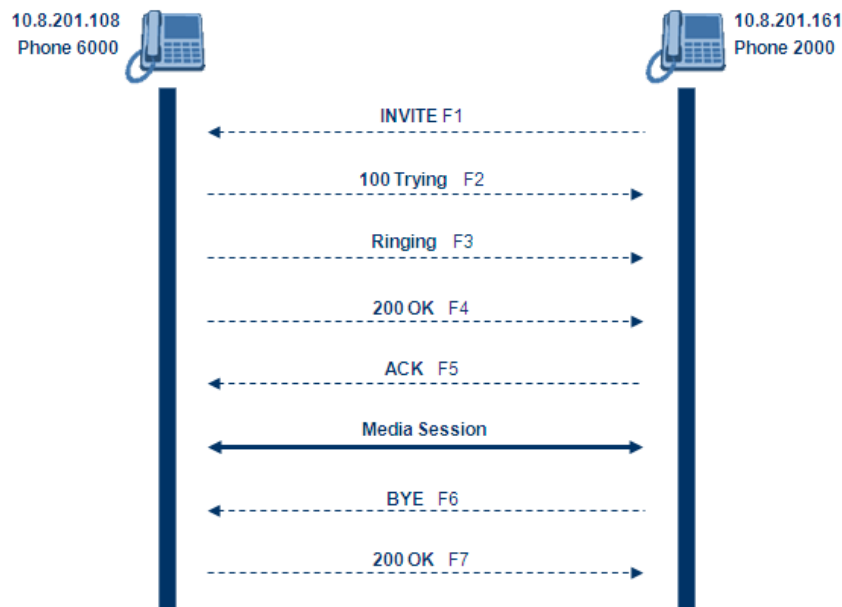 10.8.201.108
Phone 6000
10.8.201.161
Phone 2000
INVITE F1
100 Trying F2
Ringing F3
200 OK F4
ACK F5
Media Session
BYE F6
200 OK F7